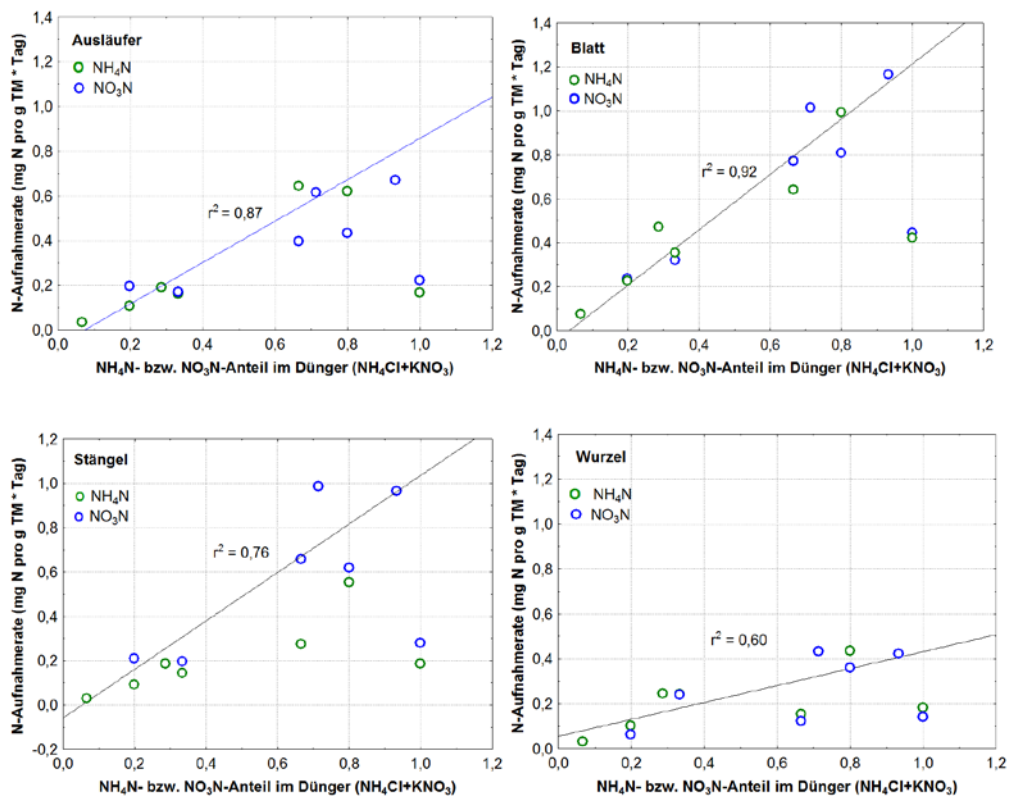 Ausläufer
NH₄N
NO₃N
r² = 0,87
N-Aufnahmerate (mg N pro g TM * Tag)
1,4
1,2
1,0
0,8
0,6
0,4
0,2
0,0
0,0 0,2 0,4 0,6 0,8 1,0 1,2
NH₄N- bzw. NO₃N-Anteil im Dünger (NH₄Cl+KNO₃)
Blatt
NH₄N
NO₃N
r² = 0,92
N-Aufnahmerate (mg N pro g TM * Tag)
1,4
1,2
1,0
0,8
0,6
0,4
0,2
0,0
0,0 0,2 0,4 0,6 0,8 1,0 1,2
NH₄N- bzw. NO₃N-Anteil im Dünger (NH₄Cl+KNO₃)
Stängel
NH₄N
NO₃N
r² = 0,76
N-Aufnahmerate (mg N pro g TM * Tag)
1,2
1,0
0,8
0,6
0,4
0,2
0,0
-0,2
0,0 0,2 0,4 0,6 0,8 1,0 1,2
NH₄N- bzw. NO₃N-Anteil im Dünger (NH₄Cl+KNO₃)
Wurzel
NH₄N
NO₃N
r² = 0,60
N-Aufnahmerate (mg N pro g TM * Tag)
1,4
1,2
1,0
0,8
0,6
0,4
0,2
0,0
0,0 0,2 0,4 0,6 0,8 1,0 1,2
NH₄N- bzw. NO₃N-Anteil im Dünger (NH₄Cl+KNO₃)